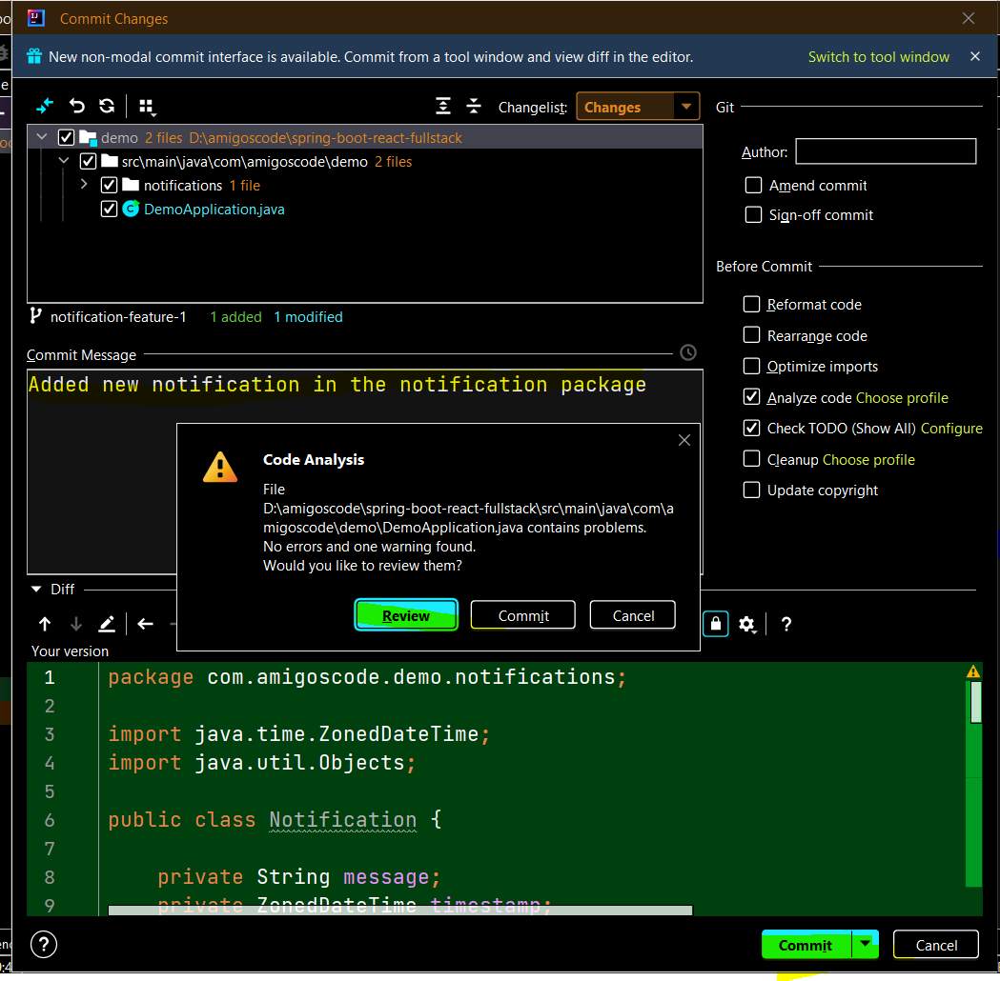 Commit Changes
New non-modal commit interface is available. Commit from a tool window and view diff in the editor.
Switch to tool window
Changelist: Changes
Git
demo 2 files D:\amigoscode\spring-boot-react-fullstack
src\main\java\com\amigoscode\demo 2 files
notifications 1 file
DemoApplication.java
Author:
Amend commit
Sign-off commit
Before Commit
Reformat code
Rearrange code
Optimize imports
Analyze code Choose profile
Check TODO (Show All) Configure
Cleanup Choose profile
Update copyright
notification-feature-1 1 added 1 modified
Commit Message
Added new notification in the notification package
Code Analysis
File
D:\amigoscode\spring-boot-react-fullstack\src\main\java\com\a
migoscode\demo\DemoApplication.java contains problems.
No errors and one warning found.
Would you like to review them?
Review Commit Cancel
Diff
Your version
1 package com.amigoscode.demo.notifications;
2
3 import java.time.ZonedDateTime;
4 import java.util.Objects;
5
6 public class Notification {
7
8 private String message;
9 private ZonedDateTime timestamp;
Commit Cancel